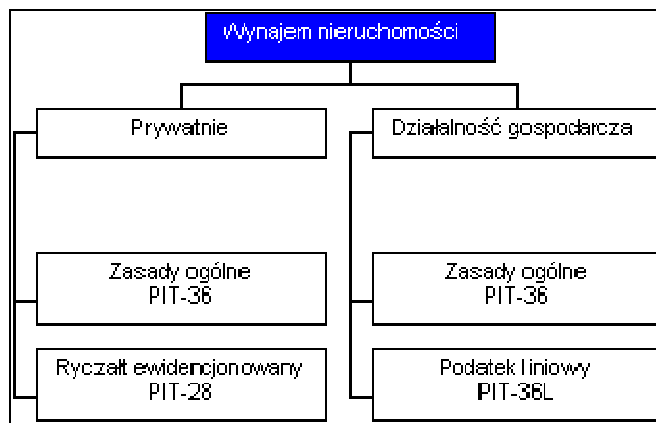 Wynajem nieruchomości
Prywatnie
Działalność gospodarcza
Zasady ogólne
PIT-36
Zasady ogólne
PIT-36
Ryczałt ewidencjonowany
PIT-28
Podatek liniowy
PIT-36L